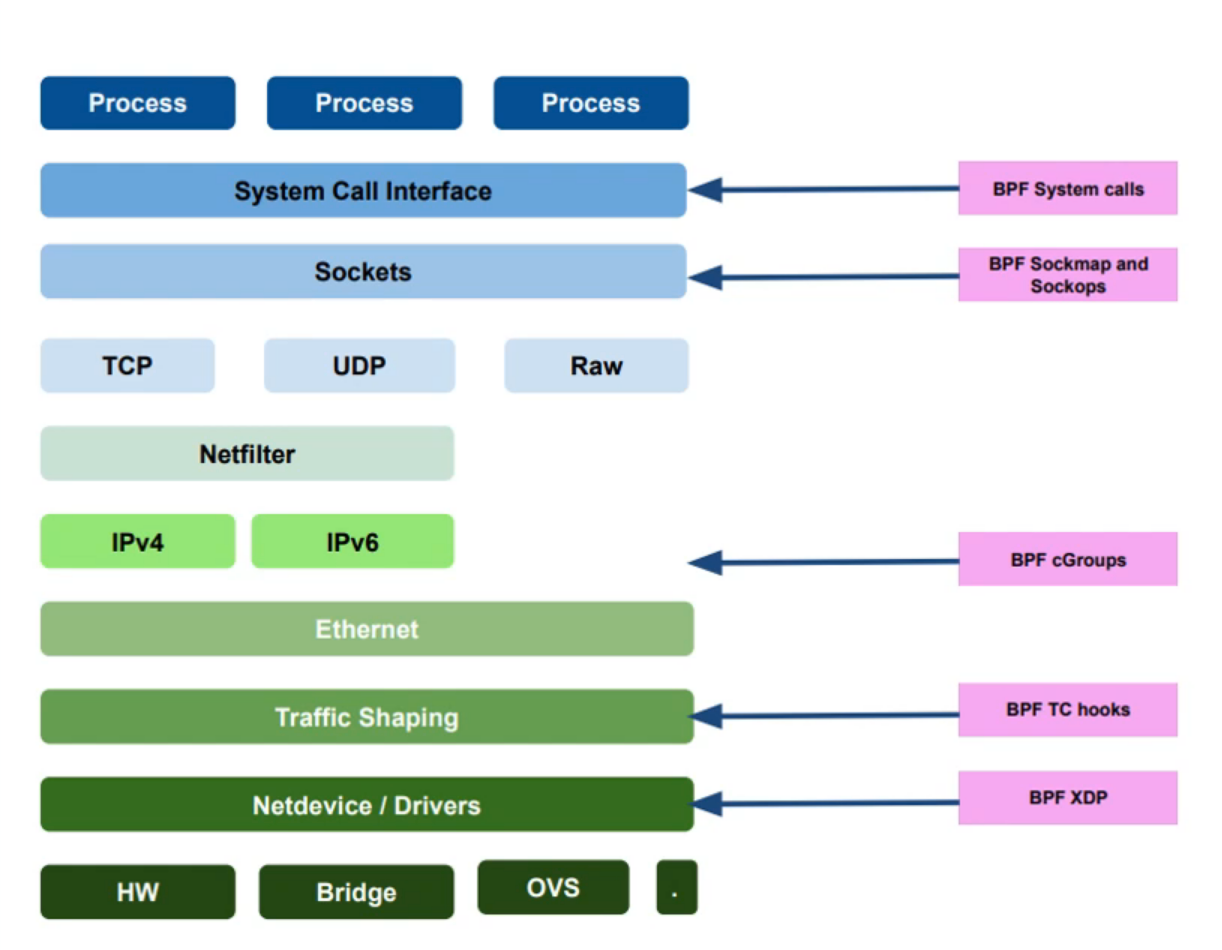 Process
Process
Process
System Call Interface
BPF System calls
Sockets
BPF Sockmap and
Sockops
TCP
UDP
Raw
Netfilter
IPv4
IPv6
BPF cGroups
Ethernet
Traffic Shaping
BPF TC hooks
Netdevice / Drivers
BPF XDP
HW
Bridge
OVS
.